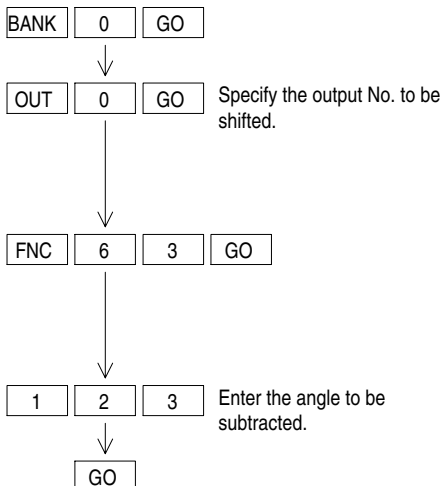 BANK 0 GO
OUT 0 GO Specify the output No. to be
shifted.
FNC 6 3 GO
1 2 3 Enter the angle to be
subtracted.
GO